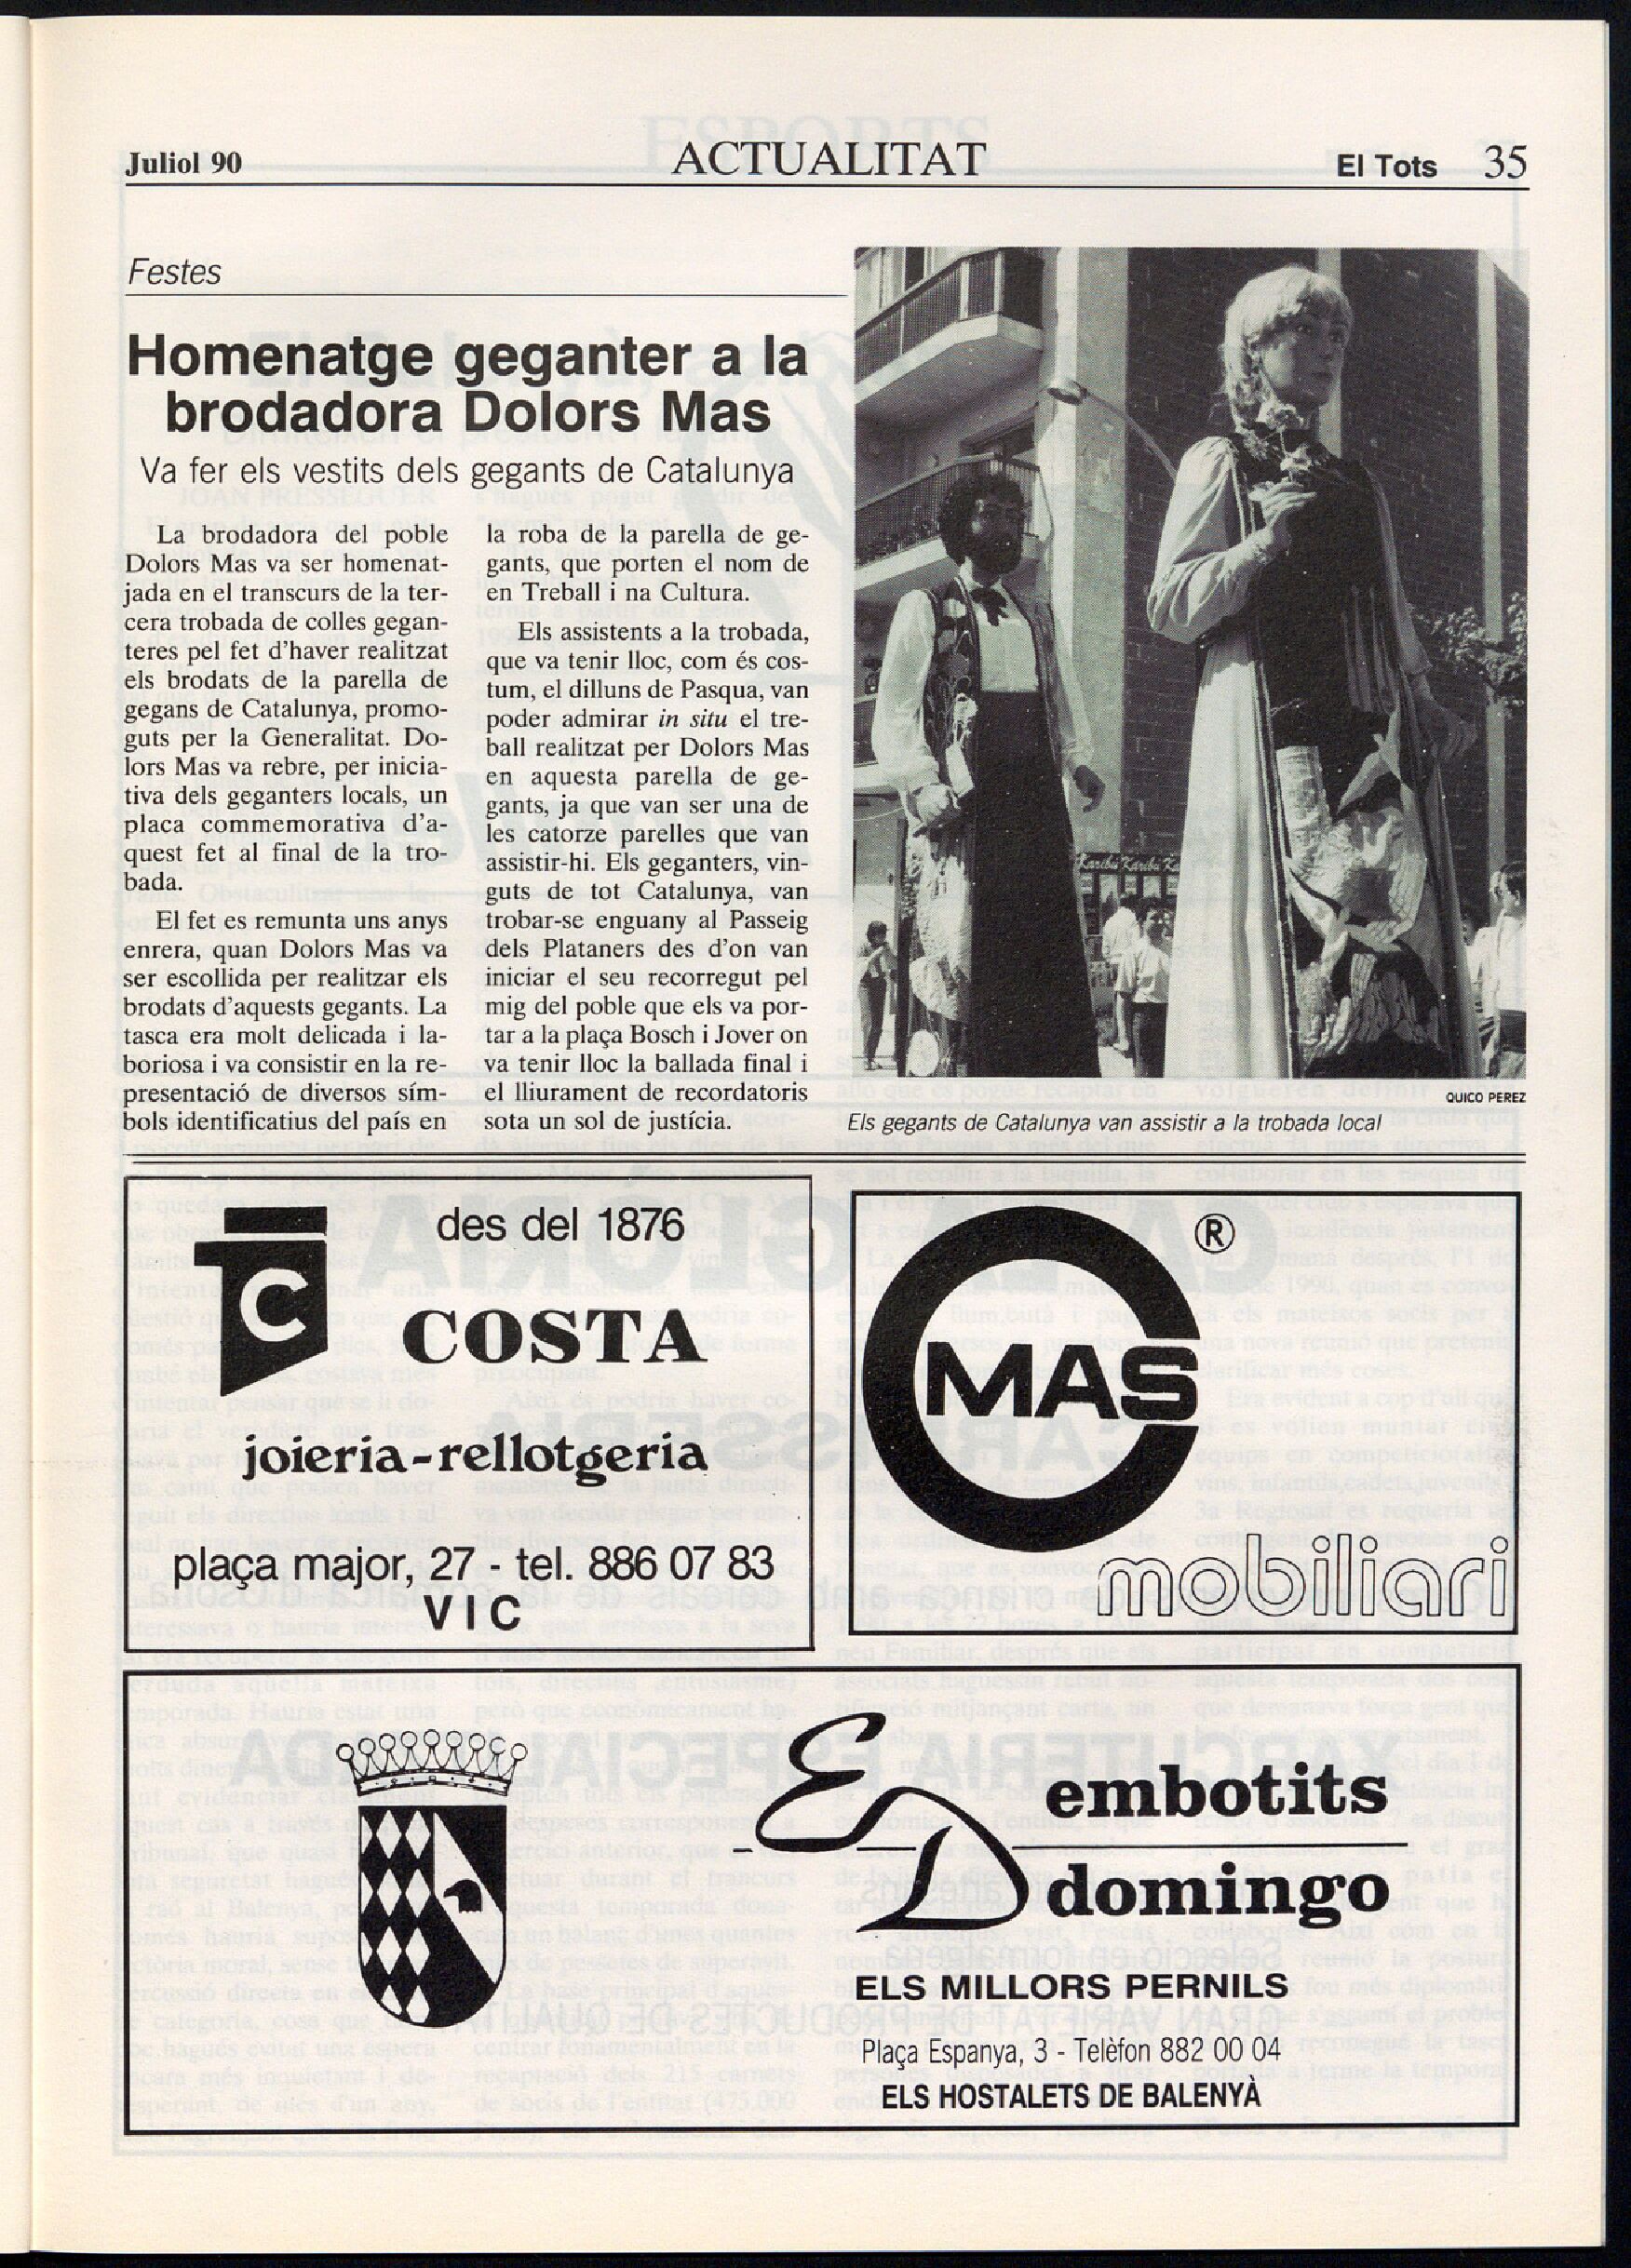 Juliol 90
ACTUALITAT
El Tots 35
Festes
Homenatge geganter a la
brodadora Dolors Mas
Va fer els vestits dels gegants de Catalunya
La brodadora del poble
Dolors Mas va ser homenat-
jada en el transcurs de la ter-
cera trobada de colles gegan-
teres pel fet d'haver realitzat
els brodats de la parella de
gegans de Catalunya, promo-
guts per la Generalitat. Do-
lors Mas va rebre, per inicia-
tiva dels geganters locals, un
placa commemorativa d'a-
quest fet al final de la tro-
bada.
El fet es remunta uns anys
enrera, quan Dolors Mas va
ser escollida per realitzar els
brodats d'aquests gegants. La
tasca era molt delicada i la-
boriosa i va consistir en la re-
presentació de diversos sím-
bols identificatius del país en
la roba de la parella de ge-
gants, que porten el nom de
en Treball i na Cultura.
Els assistents a la trobada,
que va tenir lloc, com és cos-
tum, el dilluns de Pasqua, van
poder admirar in situ el tre-
ball realitzat per Dolors Mas
en aquesta parella de ge-
gants, ja que van ser una de
les catorze parelles que van
assistir-hi. Els geganters, vin-
guts de tot Catalunya, van
trobar-se enguany al Passeig
dels Plataners des d'on van
iniciar el seu recorregut pel
mig del poble que els va por-
tar a la plaça Bosch i Jover on
va tenir lloc la ballada final i
el lliurament de recordatoris
sota un sol de justícia.
Karibú Karibú Ka
QUICO PEREZ
Els gegants de Catalunya van assistir a la trobada local
TC
des del 1876
COSTA
joieria-rellotgeria
plaça major, 27 - tel. 886 07 83
VIC
®
MAS
mobiliari
ED
embotits
domingo
ELS MILLORS PERNILS
Plaça Espanya, 3 - Telèfon 882 00 04
ELS HOSTALETS DE BALENYÀ